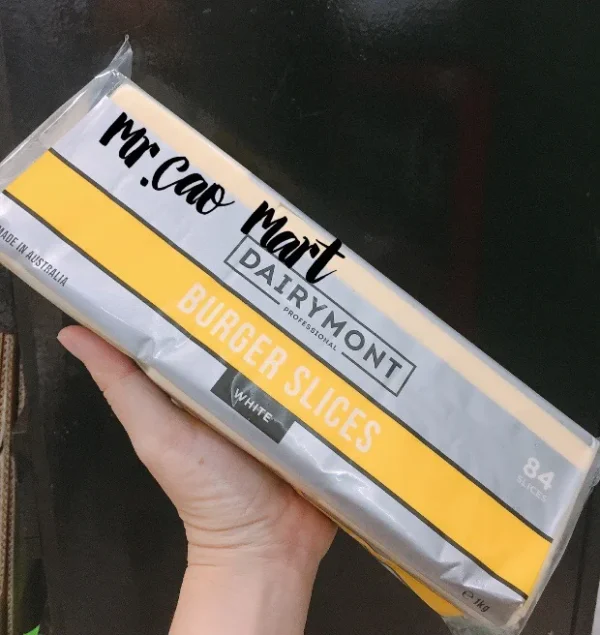 mr.cao mart
DAIRYMONT
PROFESSIONAL
BURGER SLICES
WHITE
MADE IN AUSTRALIA
84
SLICES
e 1kg